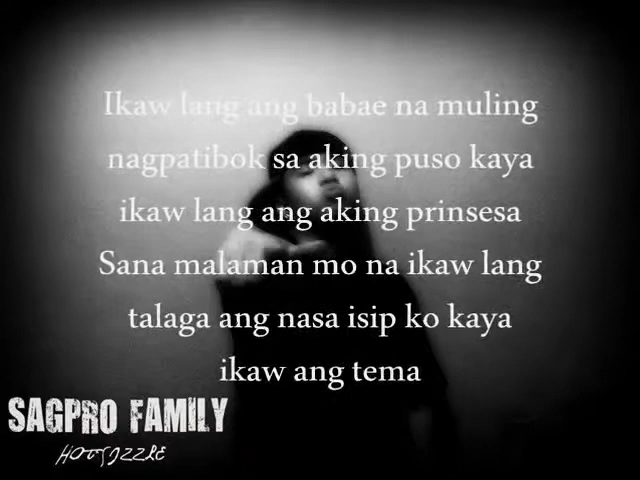 Ikaw lang ang babae na muling
nagpatibok sa aking puso kaya
ikaw lang ang aking prinsesa
Sana malaman mo na ikaw lang
talaga ang nasa isip ko kaya
ikaw ang tema
SAGPRO FAMILY